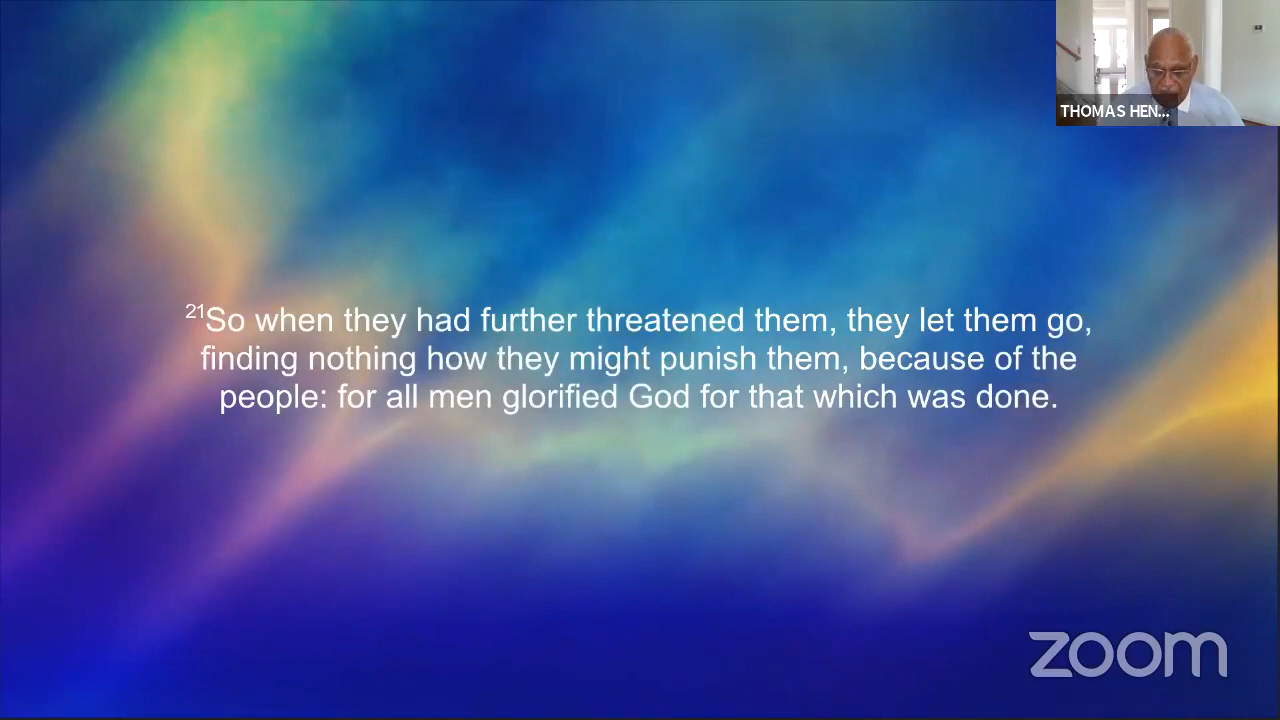 THOMAS HEN...
21So when they had further threatened them, they let them go,
finding nothing how they might punish them, because of the
people: for all men glorified God for that which was done.
zoom